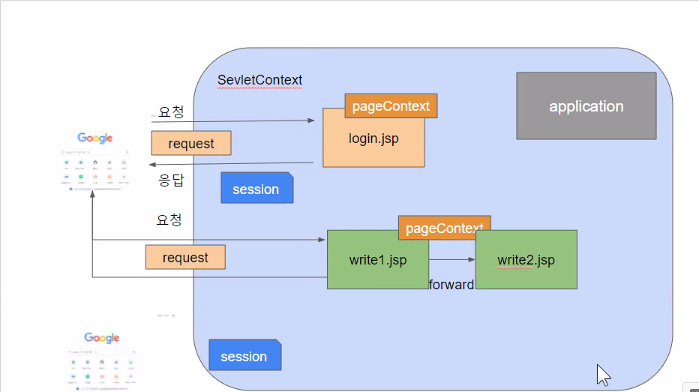 SevletContext
pageContext
application
요청
Google
request
login.jsp
응답
session
요청
pageContext
request
write1.jsp
write2.jsp
forward
Google
session